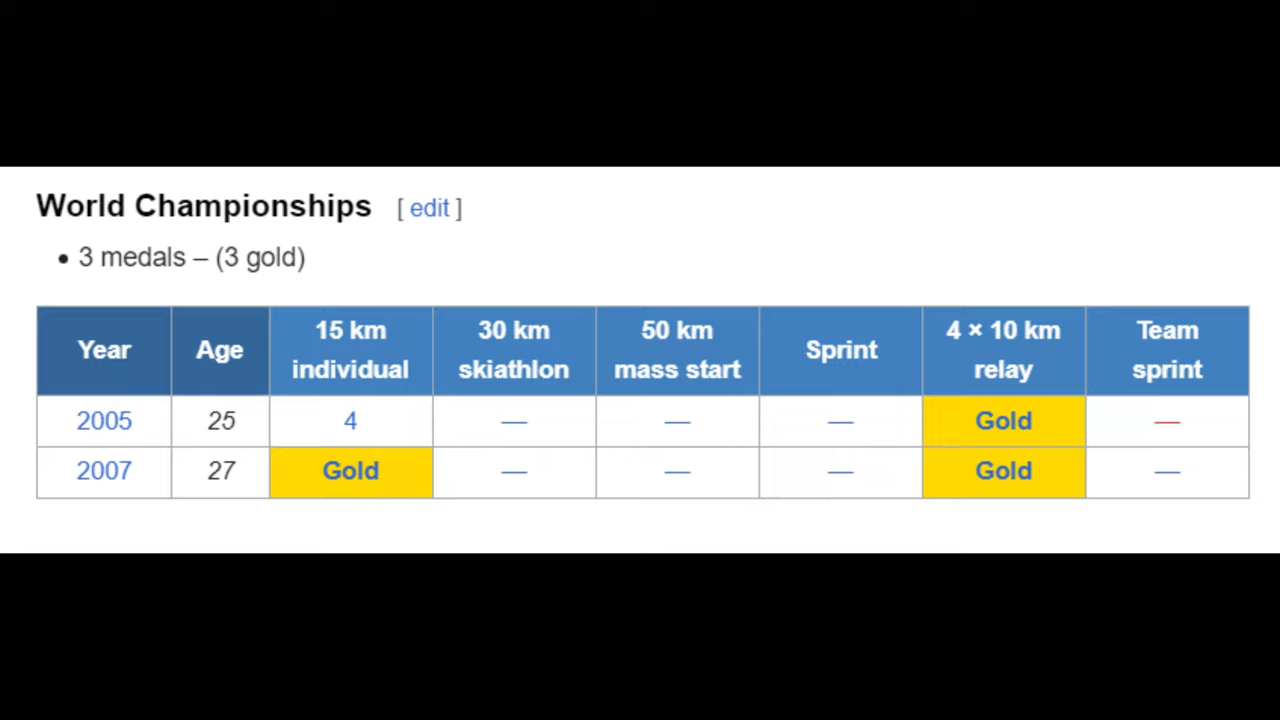 World Championships [ edit ]
• 3 medals – (3 gold)
Year Age 15 km individual 30 km skiathlon 50 km mass start Sprint 4 × 10 km relay Team sprint
2005 25 4 — — — Gold —
2007 27 Gold — — — Gold —